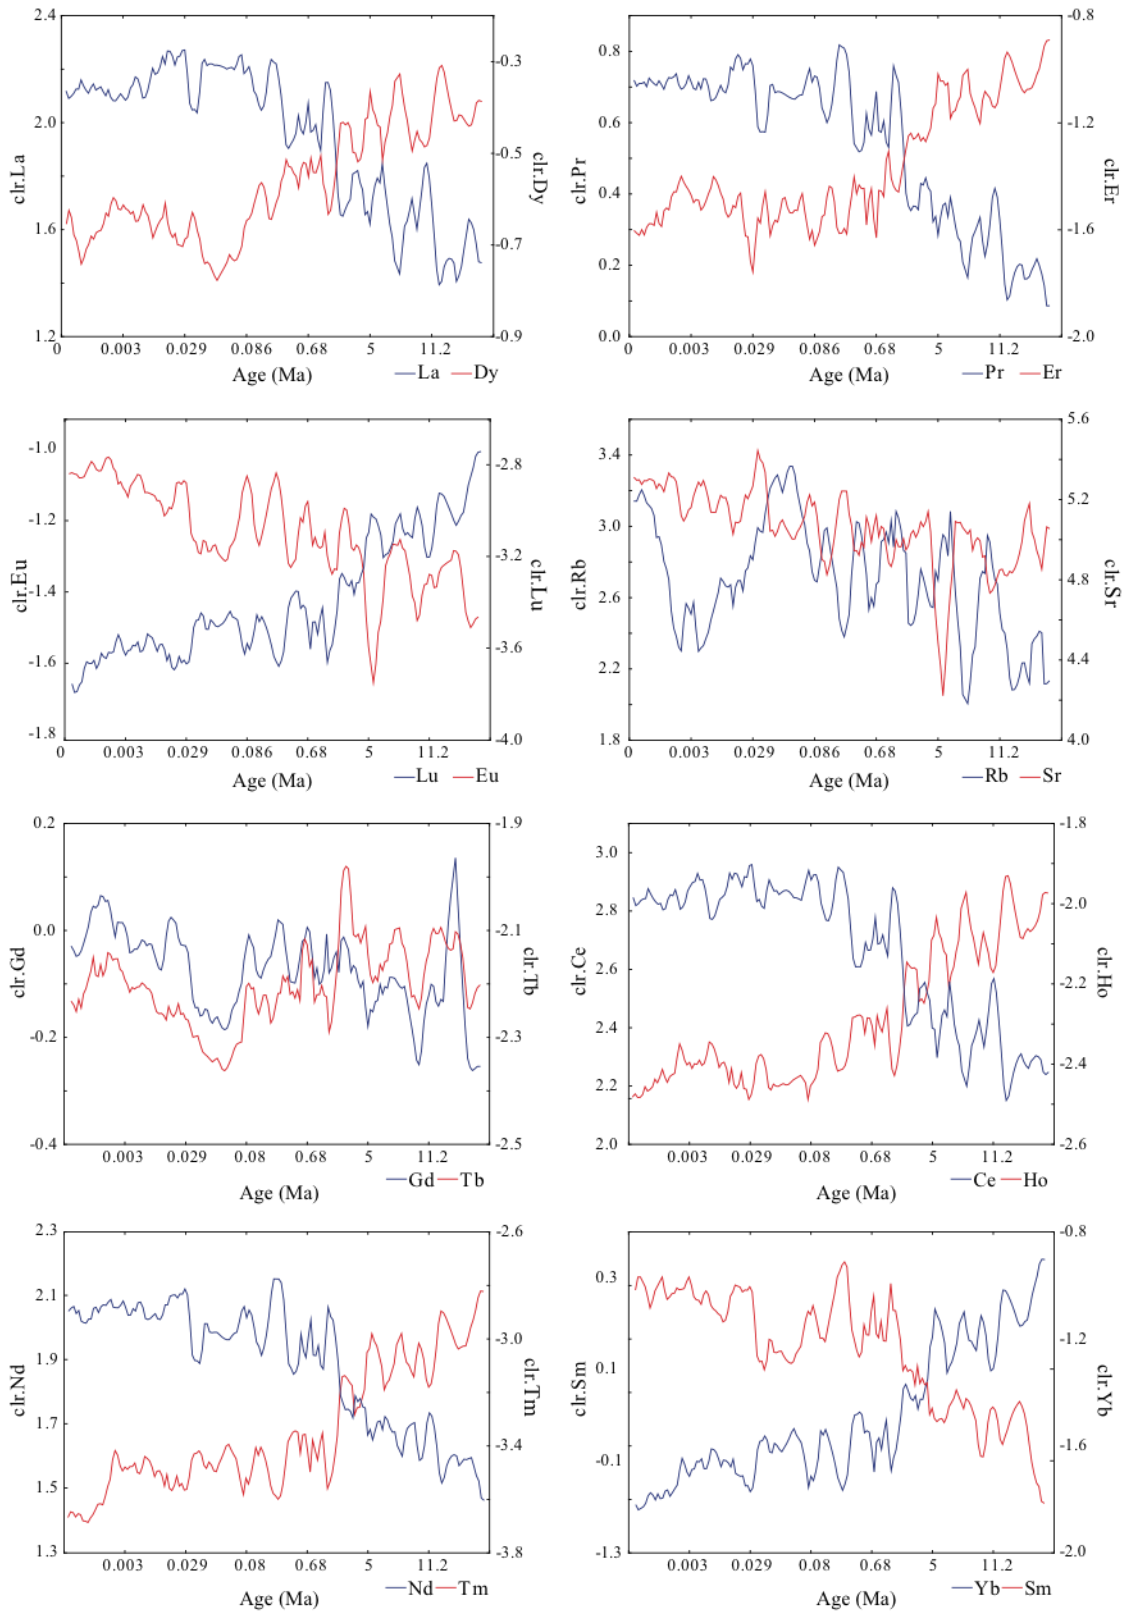 2.4
2.0
1.6
1.2
clr.La
-0.3
-0.5
-0.7
-0.9
clr.Dy
0 0.003 0.029 0.086 0.68 5 11.2
Age (Ma)
La Dy
0.8
0.6
0.4
0.2
0.0
clr.Pr
-0.8
-1.2
-1.6
-2.0
clr.Er
0 0.003 0.029 0.086 0.68 5 11.2
Age (Ma)
Pr Er
-1.0
-1.2
-1.4
-1.6
-1.8
clr.Eu
-2.8
-3.2
-3.6
-4.0
clr.Lu
0 0.003 0.029 0.086 0.68 5 11.2
Age (Ma)
Lu Eu
3.4
3.0
2.6
2.2
1.8
clr.Rb
5.6
5.2
4.8
4.4
4.0
clr.Sr
0 0.003 0.029 0.086 0.68 5 11.2
Age (Ma)
Rb Sr
0.2
0.0
-0.2
-0.4
clr.Gd
-1.9
-2.1
-2.3
-2.5
clr.Tb
0.003 0.029 0.08 0.68 5 11.2
Age (Ma)
Gd Tb
3.0
2.8
2.6
2.4
2.2
2.0
clr.Ce
-1.8
-2.0
-2.2
-2.4
-2.6
clr.Ho
0.003 0.029 0.08 0.68 5 11.2
Age (Ma)
Ce Ho
2.3
2.1
1.9
1.7
1.5
1.3
clr.Nd
-2.6
-3.0
-3.4
-3.8
clr.Tm
0.003 0.029 0.08 0.68 5 11.2
Age (Ma)
Nd Tm
0.3
0.1
-0.1
-1.3
clr.Sm
-0.8
-1.2
-1.6
-2.0
clr.Yb
0.003 0.029 0.08 0.68 5 11.2
Age (Ma)
Yb Sm